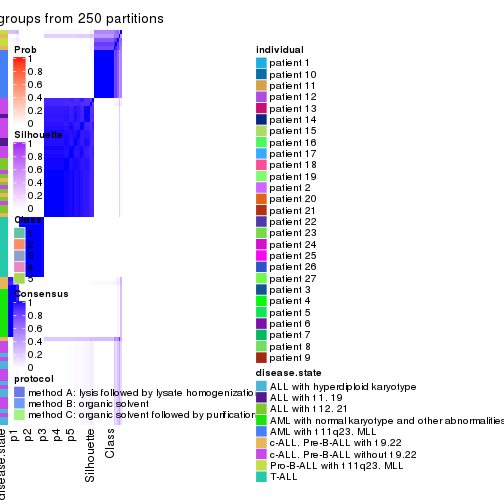 groups from 250 partitions
Prob
1
0.8
0.6
0.4
0.2
0
Silhouette
1
0.8
0.6
0.4
0.2
0
Class
1
2
3
4
5
Consensus
1
0.8
0.6
0.4
0.2
0
protocol
method A: lysis followed by lysate homogenizatio
method B: organic solvent
method C: organic solvent followed by purification
disease.state
p1
p2
p3
p4
p5
Silhouette
Class
individual
patient 1
patient 10
patient 11
patient 12
patient 13
patient 14
patient 15
patient 16
patient 17
patient 18
patient 19
patient 2
patient 20
patient 21
patient 22
patient 23
patient 24
patient 25
patient 26
patient 27
patient 3
patient 4
patient 5
patient 6
patient 7
patient 8
patient 9
disease.state
ALL with hyperdiploid karyotype
ALL with t 1. 19
ALL with t 12. 21
AML with normal karyotype and other abnormalities
AML with t 11q23. MLL
c-ALL. Pre-B-ALL with t 9.22
c-ALL. Pre-B-ALL without t 9.22
Pro-B-ALL with t 11q23. MLL
T-ALL